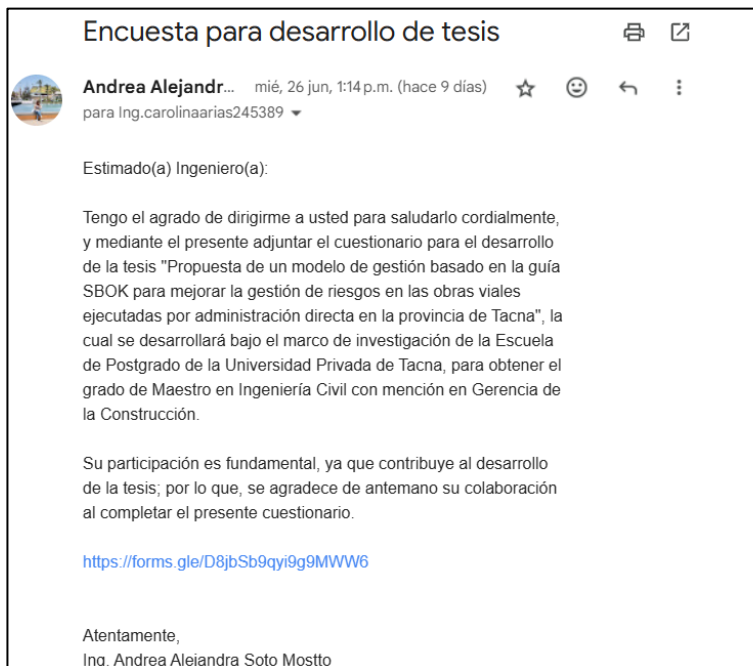 Encuesta para desarrollo de tesis
Andrea Alejandr... mié, 26 jun, 1:14 p.m. (hace 9 días)
para Ing.carolinaarias245389
Estimado(a) Ingeniero(a):
Tengo el agrado de dirigirme a usted para saludarlo cordialmente,
y mediante el presente adjuntar el cuestionario para el desarrollo
de la tesis "Propuesta de un modelo de gestión basado en la guía
SBOK para mejorar la gestión de riesgos en las obras viales
ejecutadas por administración directa en la provincia de Tacna", la
cual se desarrollará bajo el marco de investigación de la Escuela
de Postgrado de la Universidad Privada de Tacna, para obtener el
grado de Maestro en Ingeniería Civil con mención en Gerencia de
la Construcción.
Su participación es fundamental, ya que contribuye al desarrollo
de la tesis; por lo que, se agradece de antemano su colaboración
al completar el presente cuestionario.
https://forms.gle/D8jbSb9qyi9g9MWW6
Atentamente,
Ing. Andrea Alejandra Soto Mostto